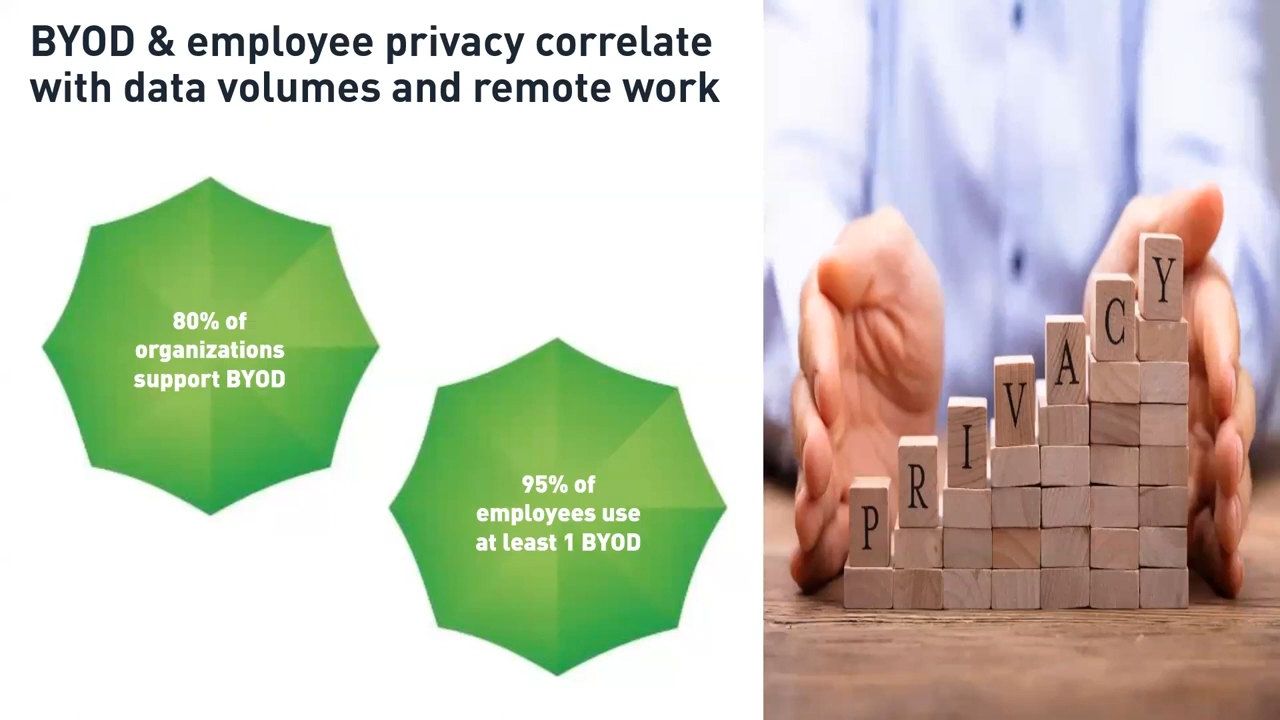 BYOD & employee privacy correlate
with data volumes and remote work
80% of
organizations
support BYOD
95% of
employees use
at least 1 BYOD
PRIVACY